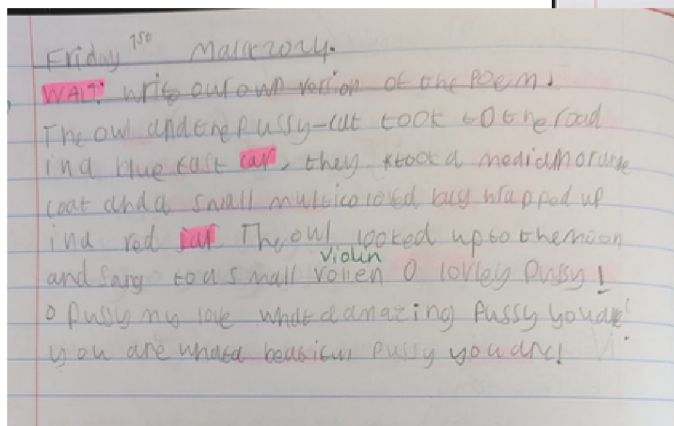 Friday 1st March 2024.
WALT: write our own version of the poem.
The owl and the pussy-cat took to the road
in a blue fast car, they took a orange
coat and a small multicoloured bag wrapped up
in a red car The owl looked up to the moon
violin
and sang to a small vollen O lovley Pussy!
O pussy my love what a amazing Pussy you are!
you are what a pussy you are!